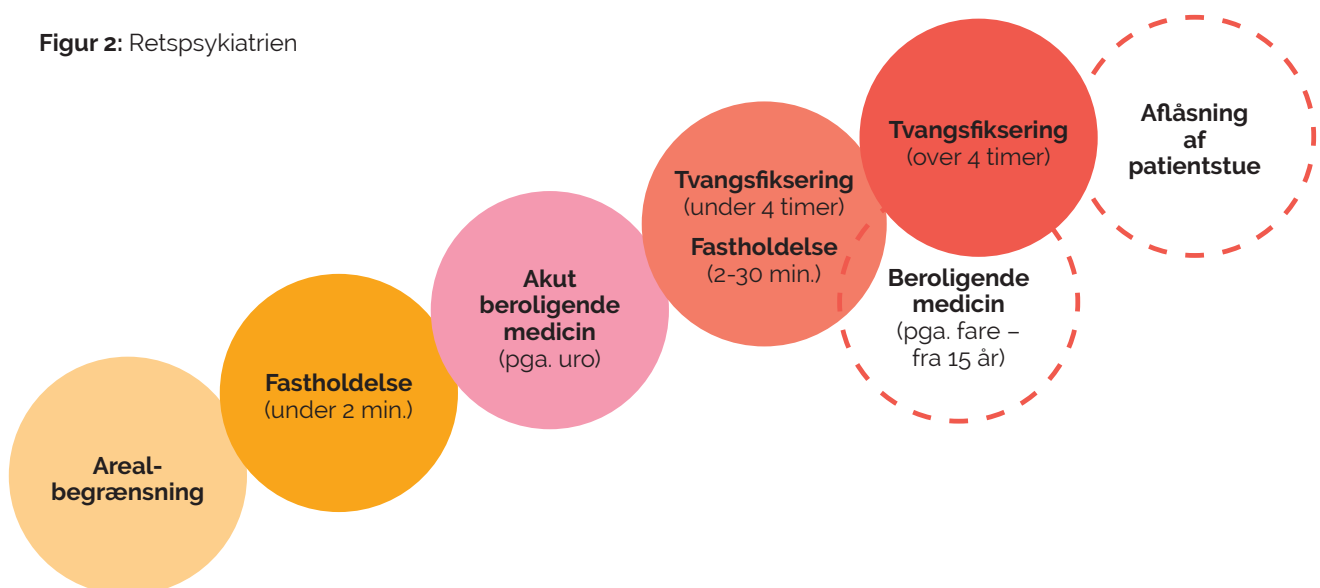 Figur 2: Retspsykiatrien
Areal-
begrænsning
Fastholdelse
(under 2 min.)
Akut
beroligende
medicin
(pga. uro)
Tvangsfiksering
(under 4 timer)
Fastholdelse
(2-30 min.)
Tvangsfiksering
(over 4 timer)
Beroligende
medicin
(pga. fare –
fra 15 år)
Aflåsning
af
patientstue